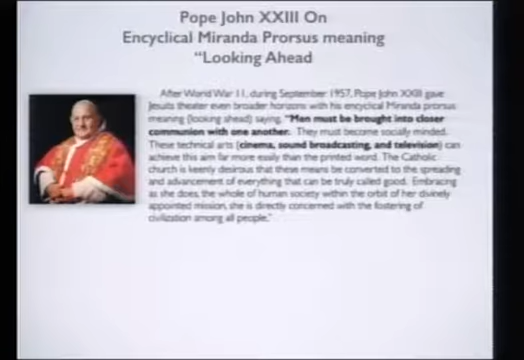 Pope John XXIII On
Encyclical Miranda Prorsus meaning
“Looking Ahead
After World War 11, during September 1957, Pope John XXIII gave
Jesuits theater even broader horizons with his encyclical Miranda prorsus
meaning (looking ahead) saying, “Men must be brought into closer
communion with one another. They must become socially minded.
These technical arts (cinema, sound broadcasting, and television) can
achieve this aim far more easily than the printed word. The Catholic
church is keenly desirous that these means be converted to the spreading
and advancement of everything that can be truly called good. Embracing
as she does, the whole of human society within the orbit of her divinely
appointed mission, she is directly concerned with the fostering of
civilization among all people.”